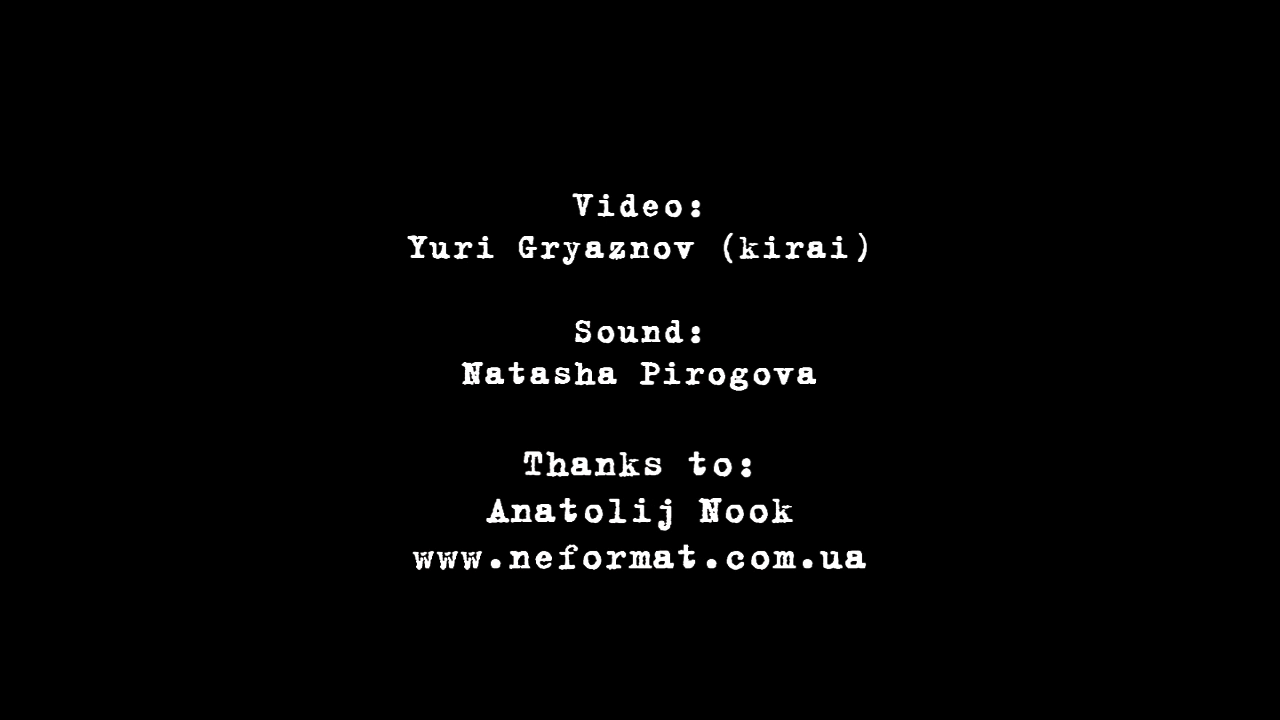 Video:
Yuri Gryaznov (kirai)
Sound:
Natasha Pirogova
Thanks to:
Anatolij Nook
www.neformat.com.ua